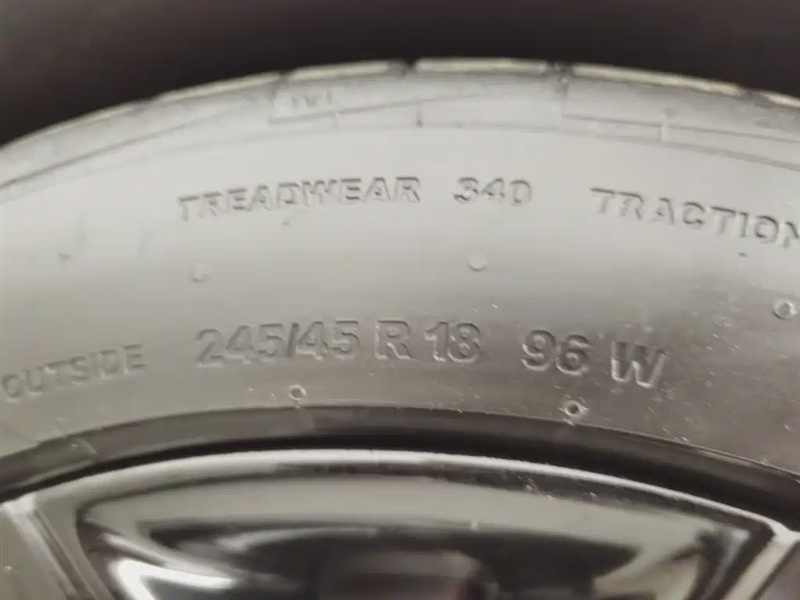 TREADWEAR 340 TRACTION
OUTSIDE 245/45 R 18 96 W